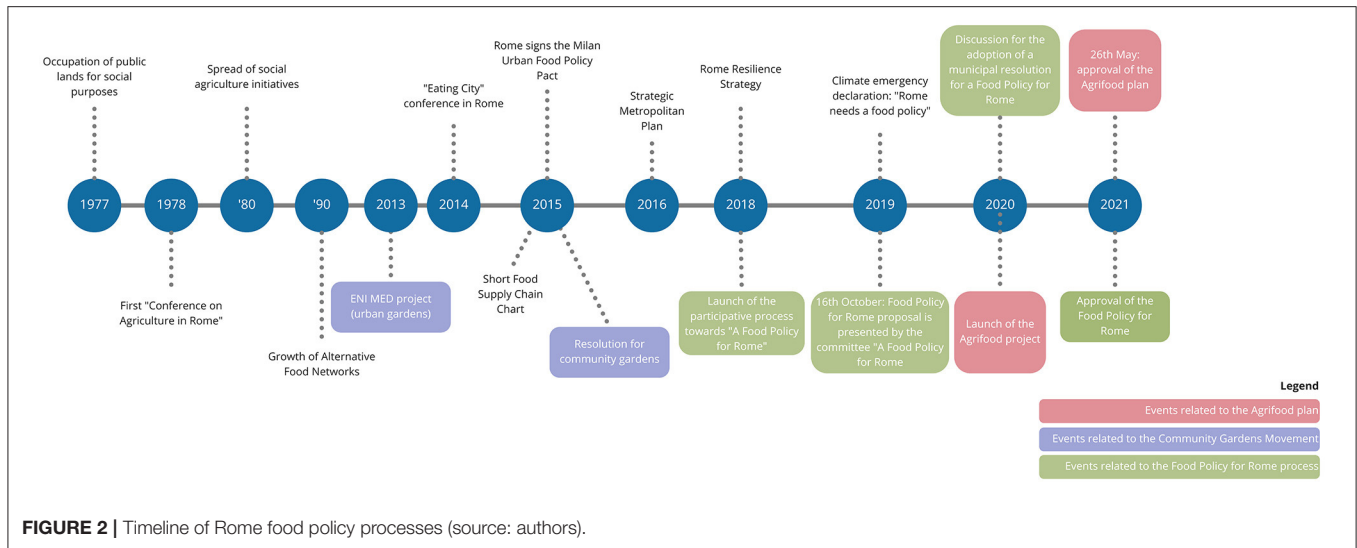 Occupation of public
lands for social
purposes
Spread of social
agriculture initiatives
"Eating City"
conference in Rome
Rome signs the Milan
Urban Food Policy
Pact
Strategic
Metropolitan
Plan
Rome Resilience
Strategy
Climate emergency
declaration: "Rome
needs a food policy"
Discussion for the
adoption of a
municipal resolution
for a Food Policy for
Rome
26th May:
approval of the
Agrifood plan
1977
1978
'80
'90
2013
2014
2015
2016
2018
2019
2020
2021
First "Conference on
Agriculture in Rome"
Growth of Alternative
Food Networks
ENI MED project
(urban gardens)
Short Food
Supply Chain
Chart
Resolution for
community gardens
Launch of the
participative process
towards "A Food Policy
for Rome"
16th October: Food Policy
for Rome proposal is
presented by the
committee "A Food Policy
for Rome
Launch of the
Agrifood project
Approval of the
Food Policy for
Rome
Legend
Events related to the Agrifood plan
Events related to the Community Gardens Movement
Events related to the Food Policy for Rome process
FIGURE 2 | Timeline of Rome food policy processes (source: authors).